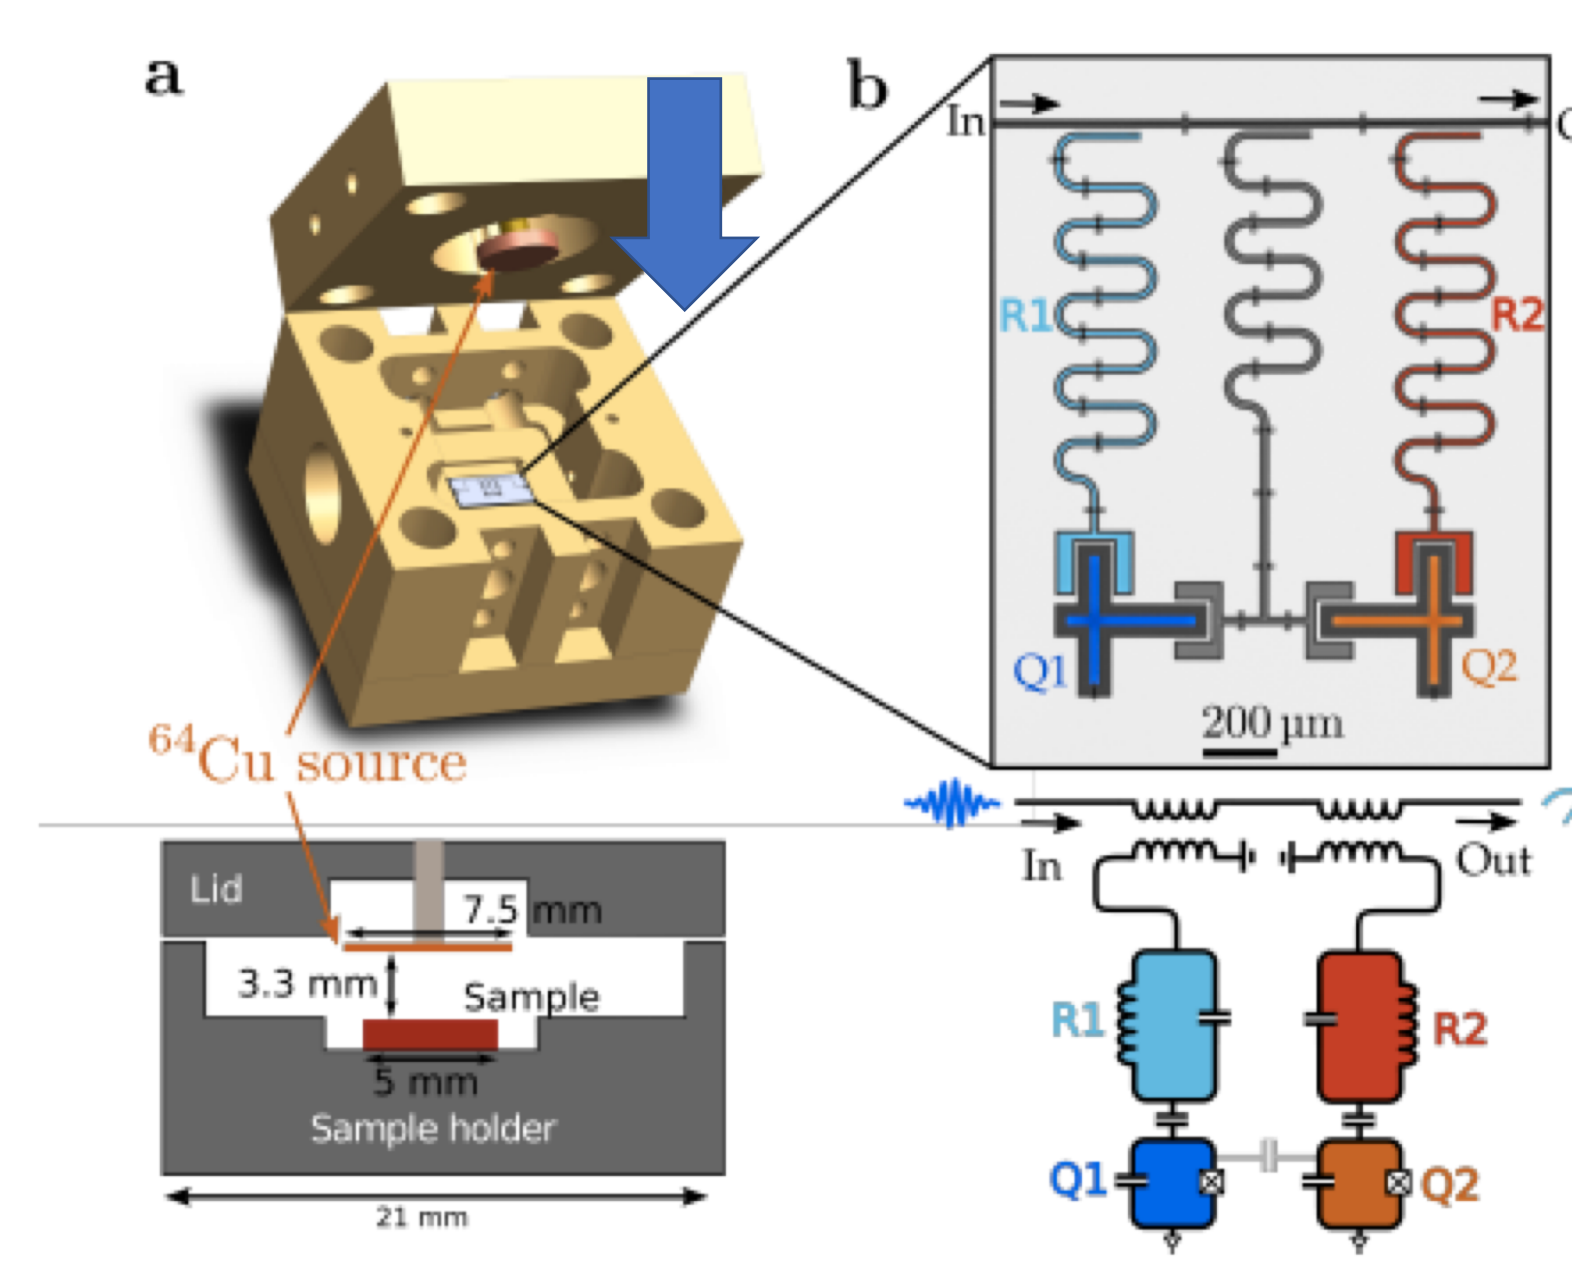 a
b
In
R1
R2
Q1
Q2
200 µm
⁶⁴Cu source
In
Out
Lid
7.5 mm
3.3 mm
Sample
5 mm
Sample holder
21 mm
R1
R2
Q1
Q2